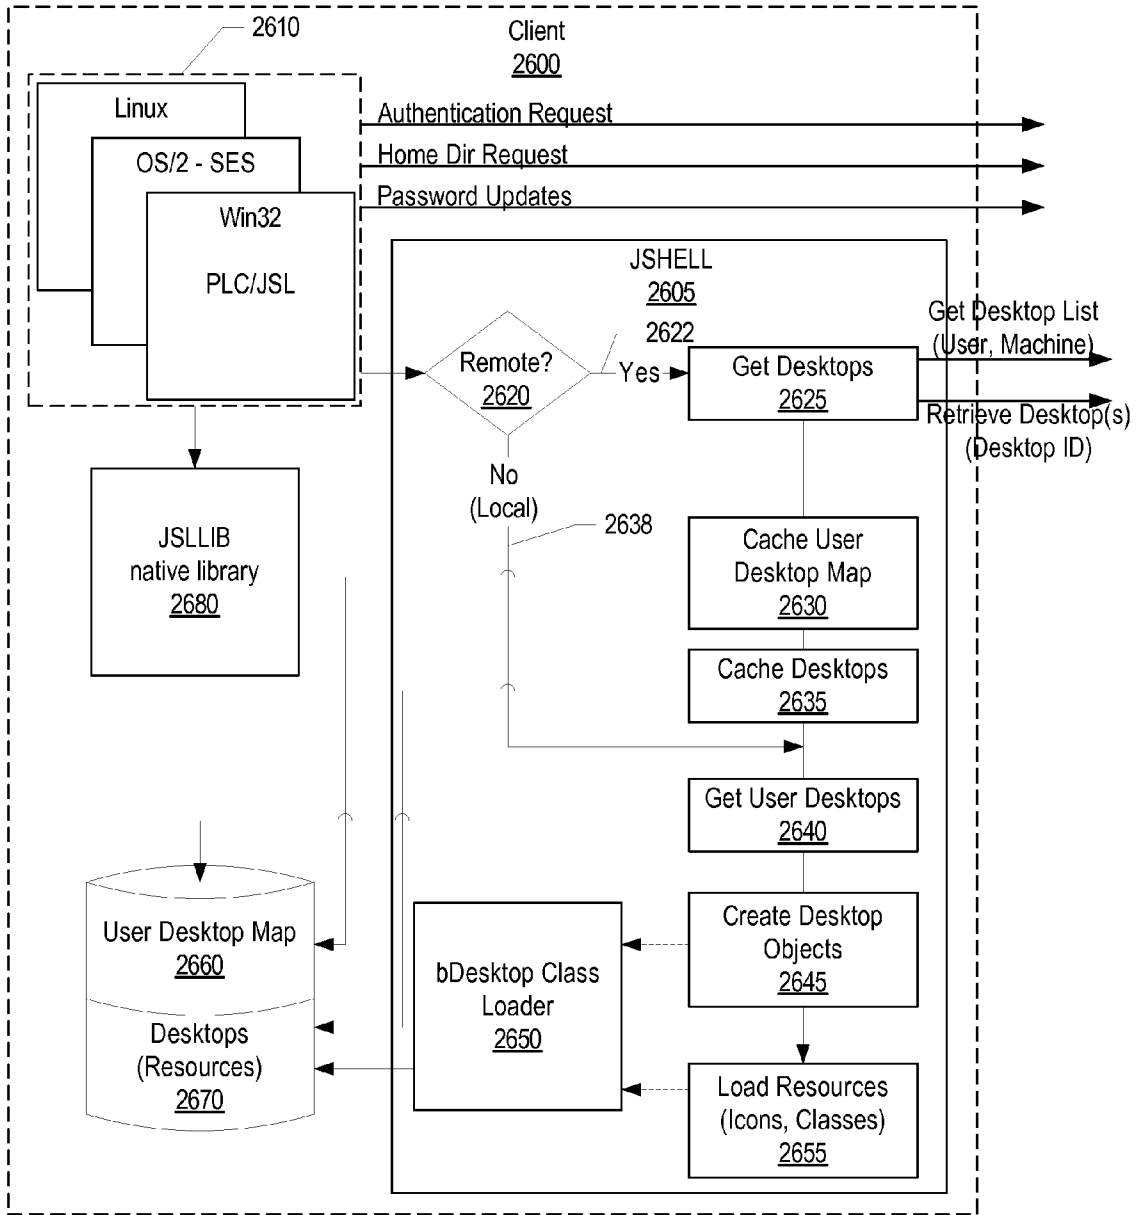 2610
Client
2600
Linux
OS/2 - SES
Win32
PLC/JSL
Authentication Request
Home Dir Request
Password Updates
JSHELL
2605
Remote?
2620
2622
Yes
Get Desktops
2625
Get Desktop List
(User, Machine)
Retrieve Desktop(s)
(Desktop ID)
No
(Local)
2638
JSLLIB
native library
2680
Cache User
Desktop Map
2630
Cache Desktops
2635
Get User Desktops
2640
User Desktop Map
2660
Desktops
(Resources)
2670
bDesktop Class
Loader
2650
Create Desktop
Objects
2645
Load Resources
(Icons, Classes)
2655